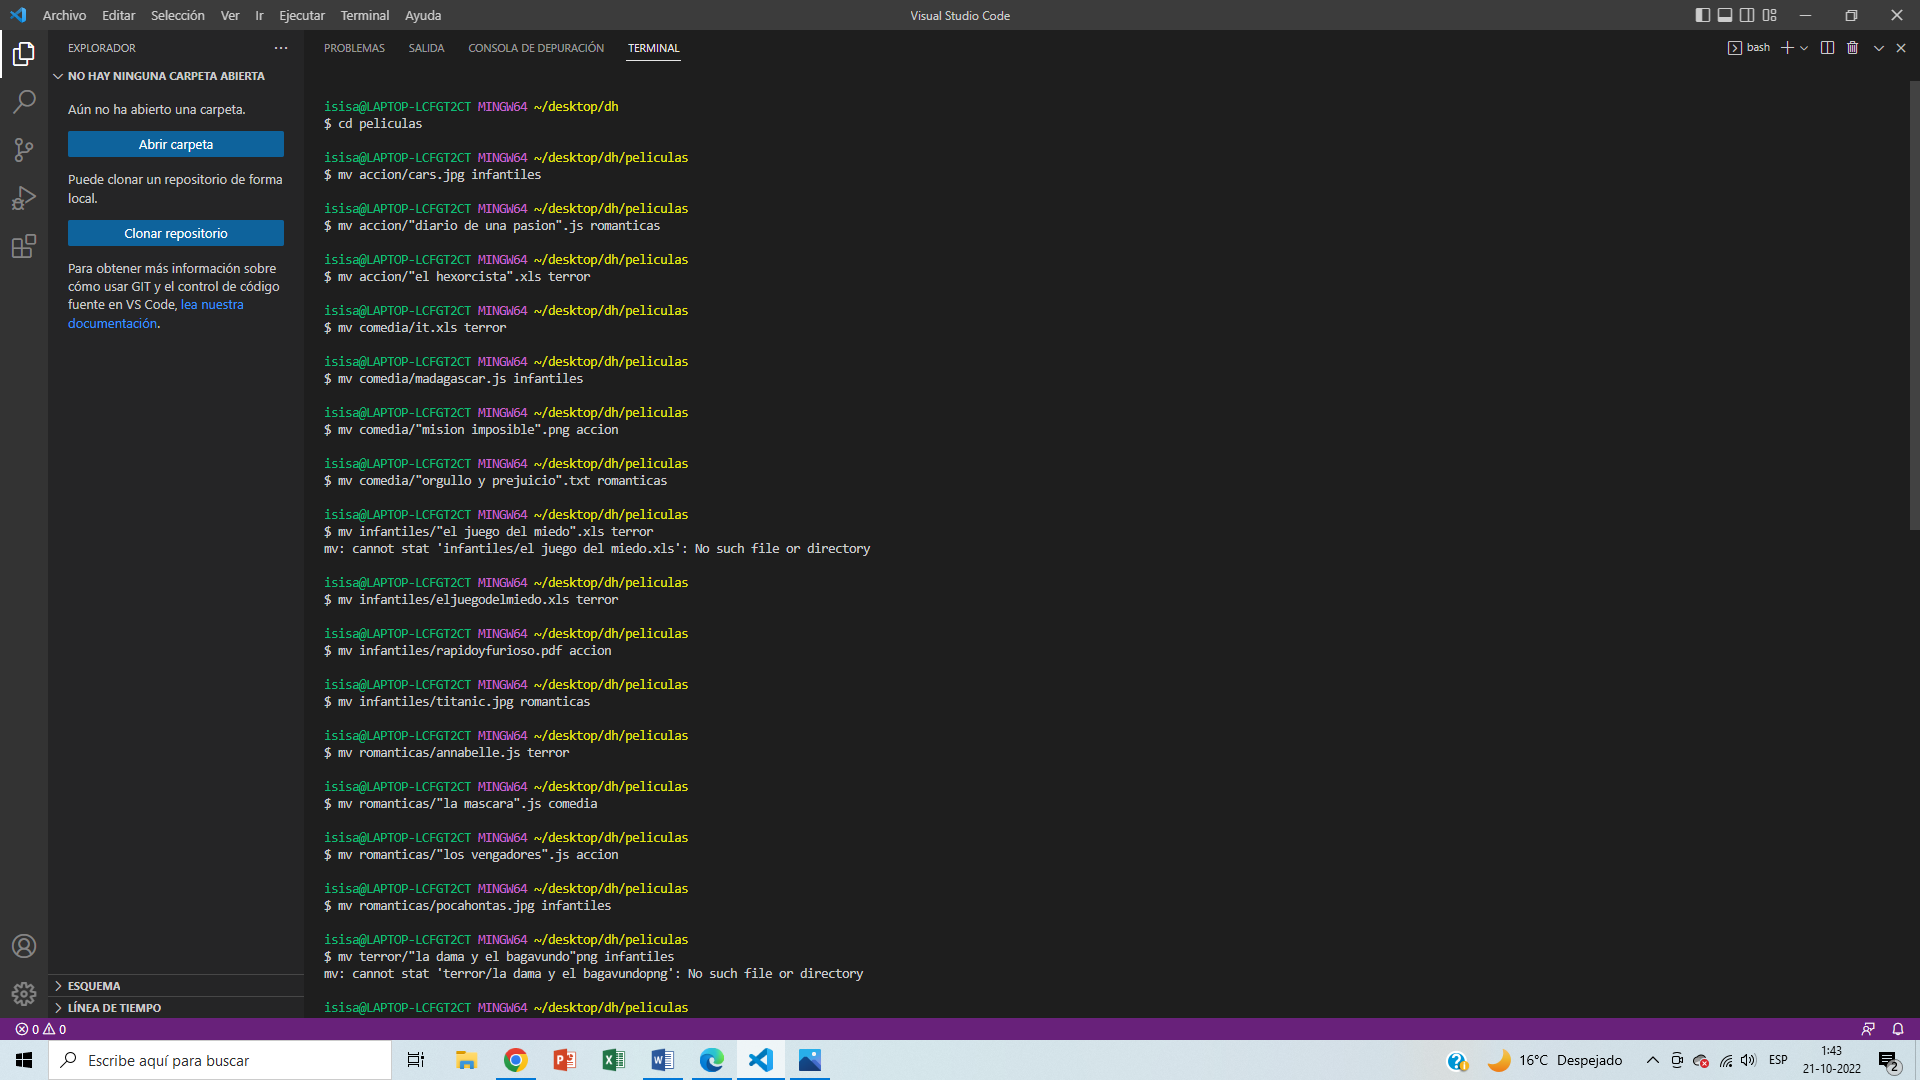 Archivo Editar Selección Ver Ir Ejecutar Terminal Ayuda
Visual Studio Code
EXPLORADOR
NO HAY NINGUNA CARPETA ABIERTA
Aún no ha abierto una carpeta.
Abrir carpeta
Puede clonar un repositorio de forma
local.
Clonar repositorio
Para obtener más información sobre
cómo usar GIT y el control de código
fuente en VS Code, lea nuestra
documentación.
ESQUEMA
LÍNEA DE TIEMPO
PROBLEMAS SALIDA CONSOLA DE DEPURACIÓN TERMINAL
bash
isisa@LAPTOP-LCFGT2CT MINGW64 ~/desktop/dh
$ cd peliculas
isisa@LAPTOP-LCFGT2CT MINGW64 ~/desktop/dh/peliculas
$ mv accion/cars.jpg infantiles
isisa@LAPTOP-LCFGT2CT MINGW64 ~/desktop/dh/peliculas
$ mv accion/"diario de una pasion".js romanticas
isisa@LAPTOP-LCFGT2CT MINGW64 ~/desktop/dh/peliculas
$ mv accion/"el hexorcista".xls terror
isisa@LAPTOP-LCFGT2CT MINGW64 ~/desktop/dh/peliculas
$ mv comedia/it.xls terror
isisa@LAPTOP-LCFGT2CT MINGW64 ~/desktop/dh/peliculas
$ mv comedia/madagascar.js infantiles
isisa@LAPTOP-LCFGT2CT MINGW64 ~/desktop/dh/peliculas
$ mv comedia/"mision imposible".png accion
isisa@LAPTOP-LCFGT2CT MINGW64 ~/desktop/dh/peliculas
$ mv comedia/"orgullo y prejuicio".txt romanticas
isisa@LAPTOP-LCFGT2CT MINGW64 ~/desktop/dh/peliculas
$ mv infantiles/"el juego del miedo".xls terror
mv: cannot stat 'infantiles/el juego del miedo.xls': No such file or directory
isisa@LAPTOP-LCFGT2CT MINGW64 ~/desktop/dh/peliculas
$ mv infantiles/eljuegodelmiedo.xls terror
isisa@LAPTOP-LCFGT2CT MINGW64 ~/desktop/dh/peliculas
$ mv infantiles/rapidoyfurioso.pdf accion
isisa@LAPTOP-LCFGT2CT MINGW64 ~/desktop/dh/peliculas
$ mv infantiles/titanic.jpg romanticas
isisa@LAPTOP-LCFGT2CT MINGW64 ~/desktop/dh/peliculas
$ mv romanticas/annabelle.js terror
isisa@LAPTOP-LCFGT2CT MINGW64 ~/desktop/dh/peliculas
$ mv romanticas/"la mascara".js comedia
isisa@LAPTOP-LCFGT2CT MINGW64 ~/desktop/dh/peliculas
$ mv romanticas/"los vengadores".js accion
isisa@LAPTOP-LCFGT2CT MINGW64 ~/desktop/dh/peliculas
$ mv romanticas/pocahontas.jpg infantiles
isisa@LAPTOP-LCFGT2CT MINGW64 ~/desktop/dh/peliculas
$ mv terror/"la dama y el bagavundo"png infantiles
mv: cannot stat 'terror/la dama y el bagavundopng': No such file or directory
isisa@LAPTOP-LCFGT2CT MINGW64 ~/desktop/dh/peliculas
0 0
Escribe aquí para buscar
16°C Despejado
ESP
1:43
21-10-2022
2